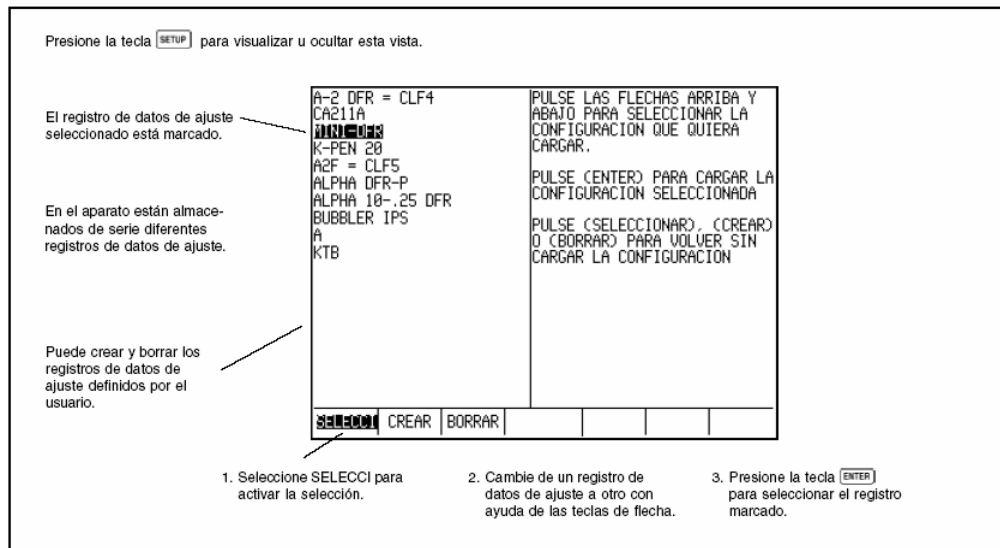 Presione la tecla SETUP para visualizar u ocultar esta vista.
El registro de datos de ajuste
seleccionado está marcado.
En el aparato están almace-
nados de serie diferentes
registros de datos de ajuste.
Puede crear y borrar los
registros de datos de
ajuste definidos por el
usuario.
A-2 DFR = CLF4
CA211A
MINI-DFR
K-PEN 20
A2F = CLF5
ALPHA DFR-P
ALPHA 10-.25 DFR
BUBBLER IPS
A
KTB
PULSE LAS FLECHAS ARRIBA Y
ABAJO PARA SELECCIONAR LA
CONFIGURACION QUE QUIERA
CARGAR.
PULSE (ENTER) PARA CARGAR LA
CONFIGURACION SELECCIONADA
PULSE (SELECCIONAR), (CREAR)
O (BORRAR) PARA VOLVER SIN
CARGAR LA CONFIGURACION
SELECCI CREAR BORRAR
1. Seleccione SELECCI para
activar la selección.
2. Cambie de un registro de
datos de ajuste a otro con
ayuda de las teclas de flecha.
3. Presione la tecla ENTER
para seleccionar el registro
marcado.